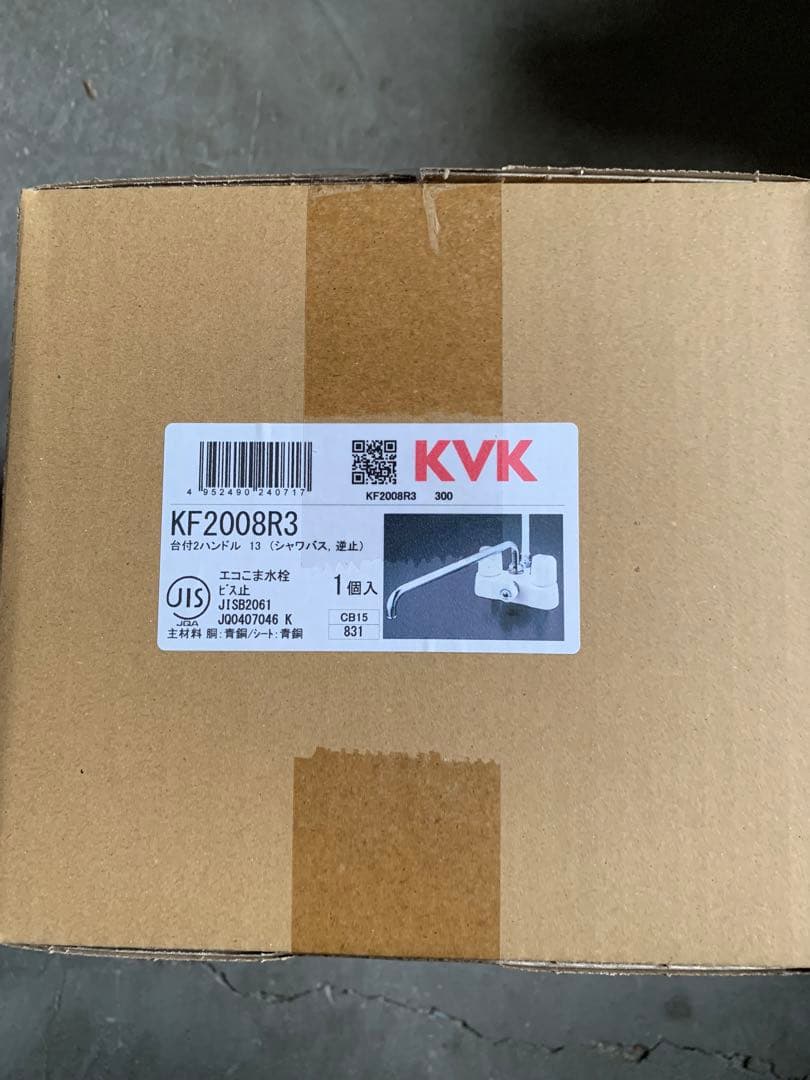 4 952490 240717
KVK
KF2008R3 300
KF2008R3
台付2ハンドル 13 (シャワバス, 逆止)
エコこま水栓
ビス止
JISB2061
JQ0407046 K
1個入
JIS
JQA
CB15
831
主材料 胴:青銅/シート:青銅